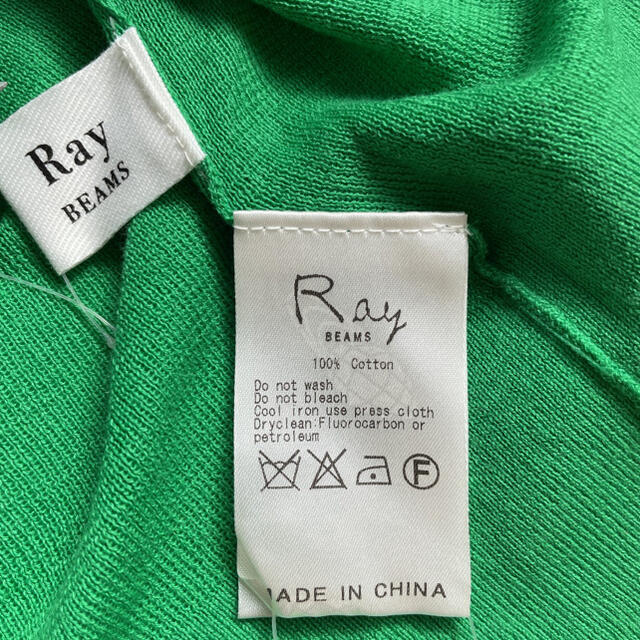 Ray
BEAMS
Ray
BEAMS
100% Cotton
Do not wash
Do not bleach
Cool iron use press cloth
Dryclean:Fluorocarbon or
petroleum
F
MADE IN CHINA